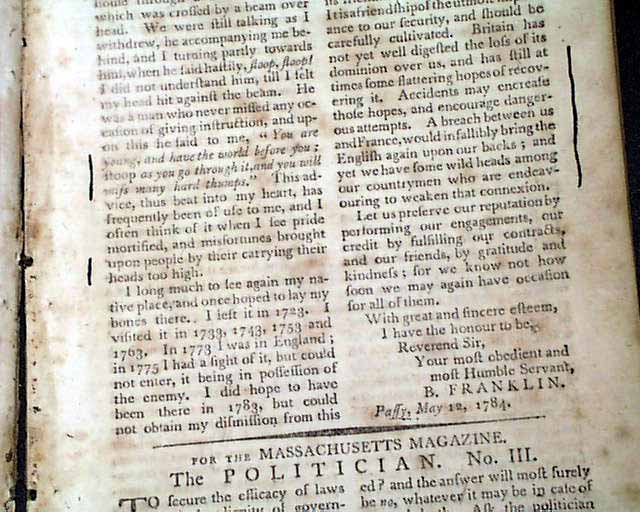 which was crossed by a beam over
head. We were still talking as I
withdrew, he accompanying me be-
hind, and I turning partly towards
him, when he said hastily, stoop, stoop!
I did not understand him, till I felt
my head hit against the beam. He
was a man who never missed any oc-
casion of giving instruction, and up-
on this he said to me, "You are
young, and have the world before you;
stoop as you go through it, and you will
miss many hard thumps." This ad-
vice, thus beat into my heart, has
frequently been of use to me, and I
often think of it when I see pride
mortified, and misfortunes brought
upon people by their carrying their
heads too high.
I long much to see again my na-
tive place, and once hoped to lay my
bones there. I left it in 1723. I
visited it in 1733, 1743, 1753 and
1763. In 1773 I was in England;
in 1775 I had a sight of it, but could
not enter, it being in possession of
the enemy. I did hope to have
been there in 1783, but could
not obtain my dismission from this
It is a friendship of the utmost
ance to our security, and should be
carefully cultivated. Britain has
not yet well digested the loss of its
dominion over us, and has still at
times some flattering hopes of recov-
ering it. Accidents may encrease
those hopes, and encourage danger-
ous attempts. A breach between us
and France, would infallibly bring the
English again upon our backs; and
yet we have some wild heads among
our countrymen who are endeav-
ouring to weaken that connexion.
Let us preserve our reputation by
performing our engagements, our
credit by fulfilling our contracts,
and our friends, by gratitude and
kindness; for we know not how
soon we may again have occasion
for all of them.
With great and sincere esteem,
I have the honour to be,
Reverend Sir,
Your most obedient and
most Humble Servant,
B. FRANKLIN.
Passy, May 12, 1784.
FOR THE MASSACHUSETTS MAGAZINE.
The POLITICIAN. No. III.
TO secure the efficacy of laws
dignity of govern-
ed? and the answer will most surely
be no, whatever it may be in case of
Ask the politician